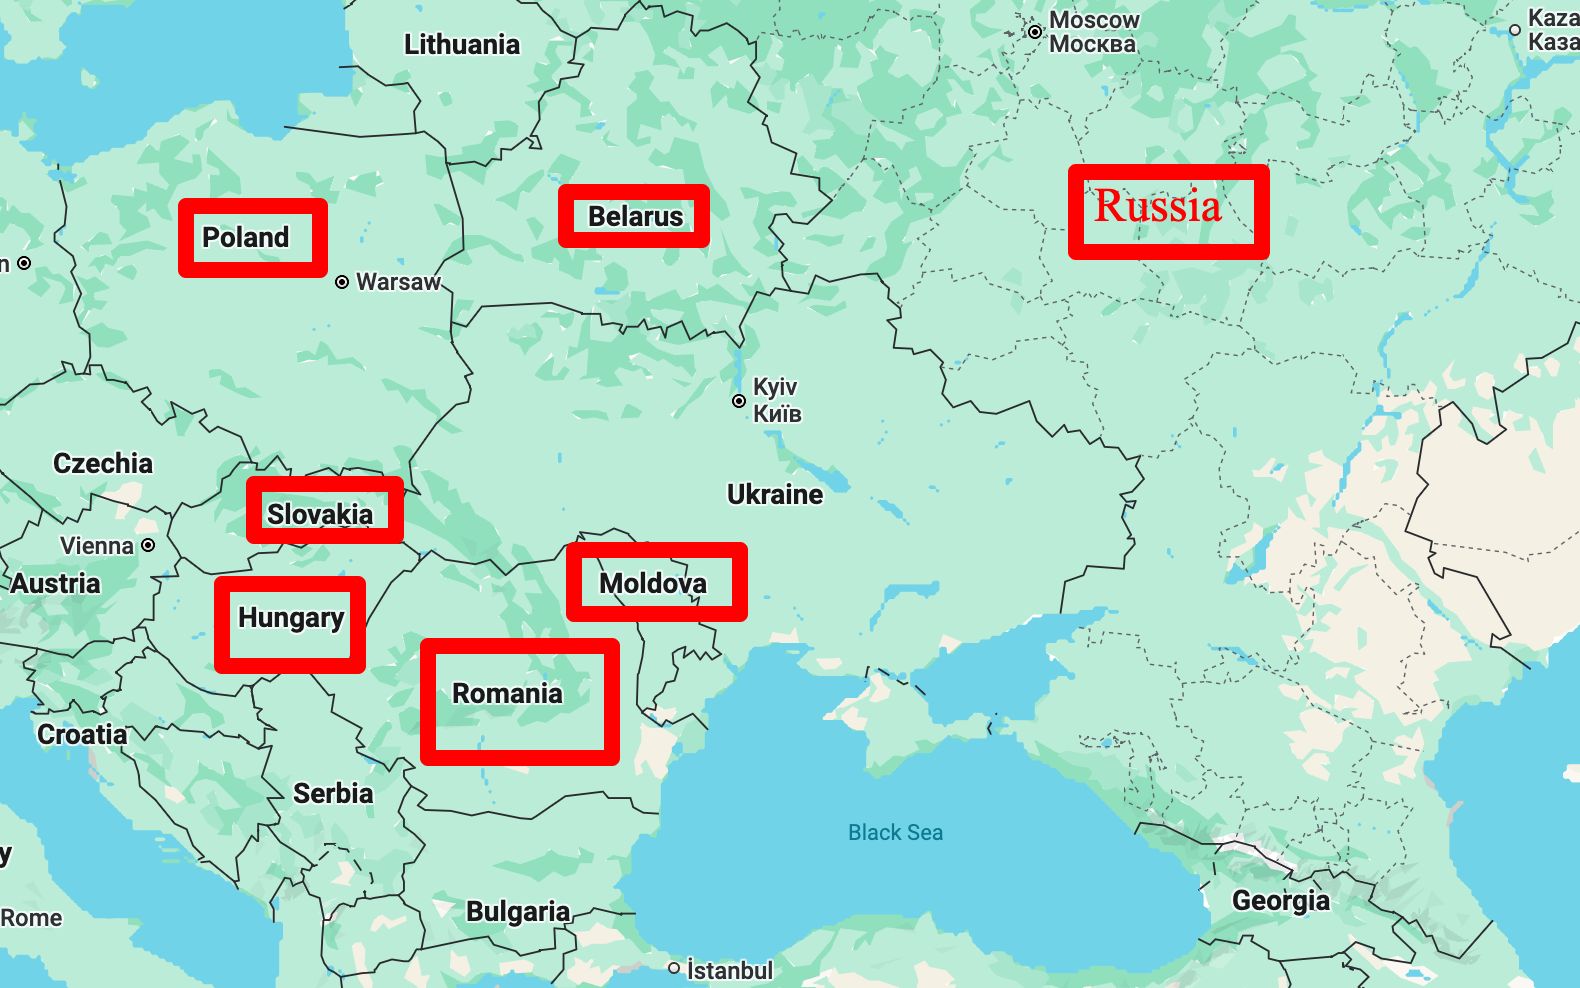 Moscow
Москва
Kaza
Каза
Lithuania
Russia
Belarus
Poland
n
Warsaw
Kyiv
Київ
Czechia
Ukraine
Slovakia
Vienna
Austria
Moldova
Hungary
Romania
Croatia
Serbia
Black Sea
y
Georgia
Bulgaria
Rome
İstanbul